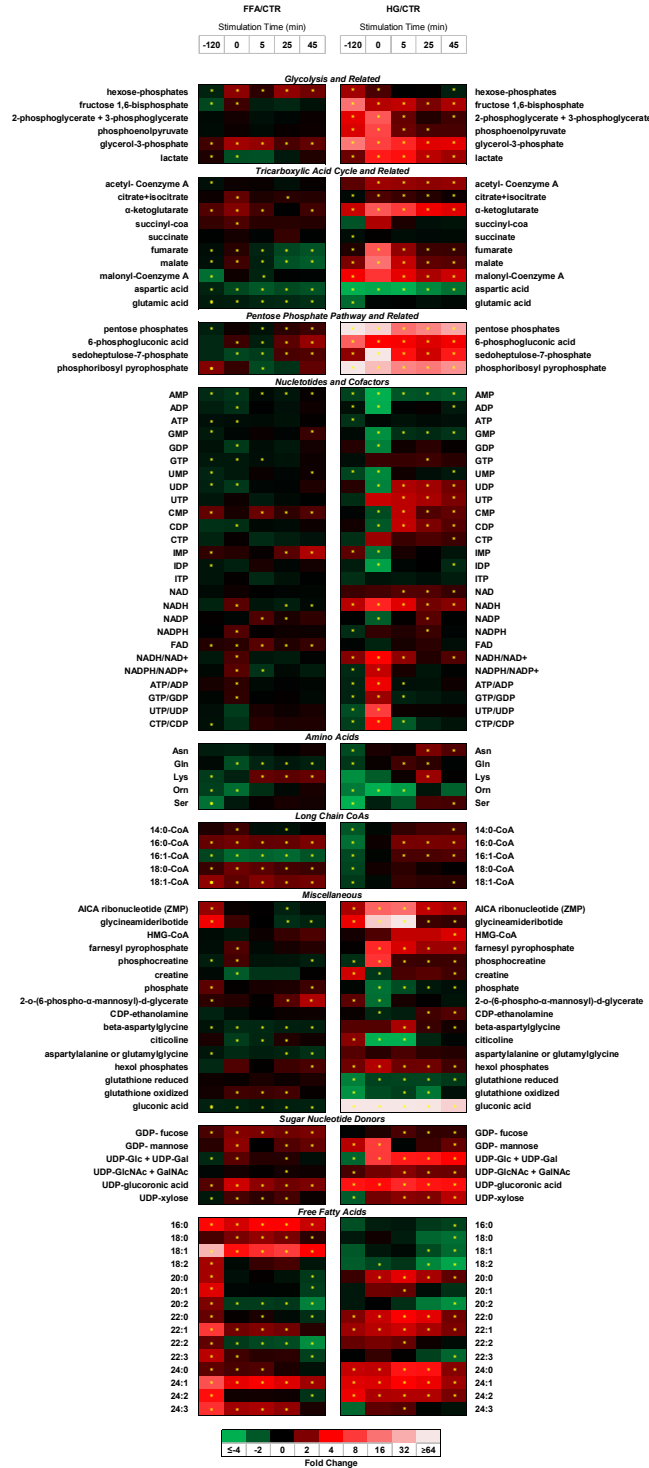 FFA/CTR HG/CTR
Stimulation Time (min) Stimulation Time (min)
-120 0 5 25 45 -120 0 5 25 45
Glycolysis and Related
hexose-phosphates hexose-phosphates
fructose 1,6-bisphosphate fructose 1,6-bisphosphate
2-phosphoglycerate + 3-phosphoglycerate 2-phosphoglycerate + 3-phosphoglycerate
phosphoenolpyruvate phosphoenolpyruvate
glycerol-3-phosphate glycerol-3-phosphate
lactate lactate
Tricarboxylic Acid Cycle and Related
acetyl- Coenzyme A acetyl- Coenzyme A
citrate+isocitrate citrate+isocitrate
α-ketoglutarate α-ketoglutarate
succinyl-coa succinyl-coa
succinate succinate
fumarate fumarate
malate malate
malonyl-Coenzyme A malonyl-Coenzyme A
aspartic acid aspartic acid
glutamic acid glutamic acid
Pentose Phosphate Pathway and Related
pentose phosphates pentose phosphates
6-phosphogluconic acid 6-phosphogluconic acid
sedoheptulose-7-phosphate sedoheptulose-7-phosphate
phosphoribosyl pyrophosphate phosphoribosyl pyrophosphate
Nucletotides and Cofactors
AMP AMP
ADP ADP
ATP ATP
GMP GMP
GDP GDP
GTP GTP
UMP UMP
UDP UDP
UTP UTP
CMP CMP
CDP CDP
CTP CTP
IMP IMP
IDP IDP
ITP ITP
NAD NAD
NADH NADH
NADP NADP
NADPH NADPH
FAD FAD
NADH/NAD+ NADH/NAD+
NADPH/NADP+ NADPH/NADP+
ATP/ADP ATP/ADP
GTP/GDP GTP/GDP
UTP/UDP UTP/UDP
CTP/CDP CTP/CDP
Amino Acids
Asn Asn
Gln Gln
Lys Lys
Orn Orn
Ser Ser
Long Chain CoAs
14:0-CoA 14:0-CoA
16:0-CoA 16:0-CoA
16:1-CoA 16:1-CoA
18:0-CoA 18:0-CoA
18:1-CoA 18:1-CoA
Miscellaneous
AICA ribonucleotide (ZMP) AICA ribonucleotide (ZMP)
glycineamideribotide glycineamideribotide
HMG-CoA HMG-CoA
farnesyl pyrophosphate farnesyl pyrophosphate
phosphocreatine phosphocreatine
creatine creatine
phosphate phosphate
2-o-(6-phospho-α-mannosyl)-d-glycerate 2-o-(6-phospho-α-mannosyl)-d-glycerate
CDP-ethanolamine CDP-ethanolamine
beta-aspartylglycine beta-aspartylglycine
citicoline citicoline
aspartylalanine or glutamylglycine aspartylalanine or glutamylglycine
hexol phosphates hexol phosphates
glutathione reduced glutathione reduced
glutathione oxidized glutathione oxidized
gluconic acid gluconic acid
Sugar Nucleotide Donors
GDP- fucose GDP- fucose
GDP- mannose GDP- mannose
UDP-Glc + UDP-Gal UDP-Glc + UDP-Gal
UDP-GlcNAc + GalNAc UDP-GlcNAc + GalNAc
UDP-glucoronic acid UDP-glucoronic acid
UDP-xylose UDP-xylose
Free Fatty Acids
16:0 16:0
18:0 18:0
18:1 18:1
18:2 18:2
20:0 20:0
20:1 20:1
20:2 20:2
22:0 22:0
22:1 22:1
22:2 22:2
22:3 22:3
24:0 24:0
24:1 24:1
24:2 24:2
24:3 24:3
≤-4 -2 0 2 4 8 16 32 ≥64
Fold Change